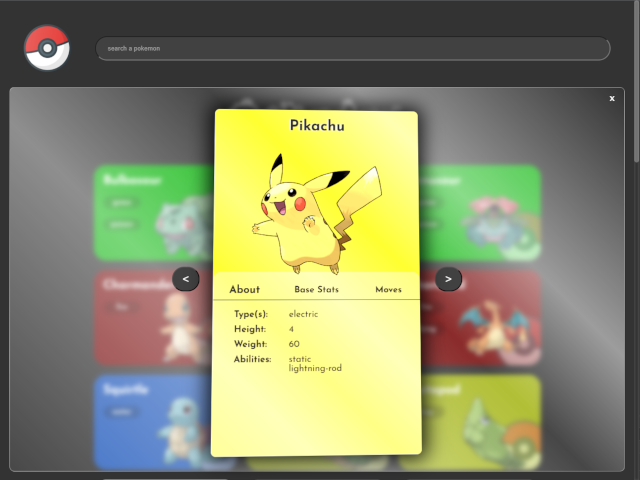 search a pokemon
x
Pikachu
Bulbasaur
Charmander
Squirtle
<
>
About Base Stats Moves
Type(s): electric
Height: 4
Weight: 60
Abilities: static
lightning-rod